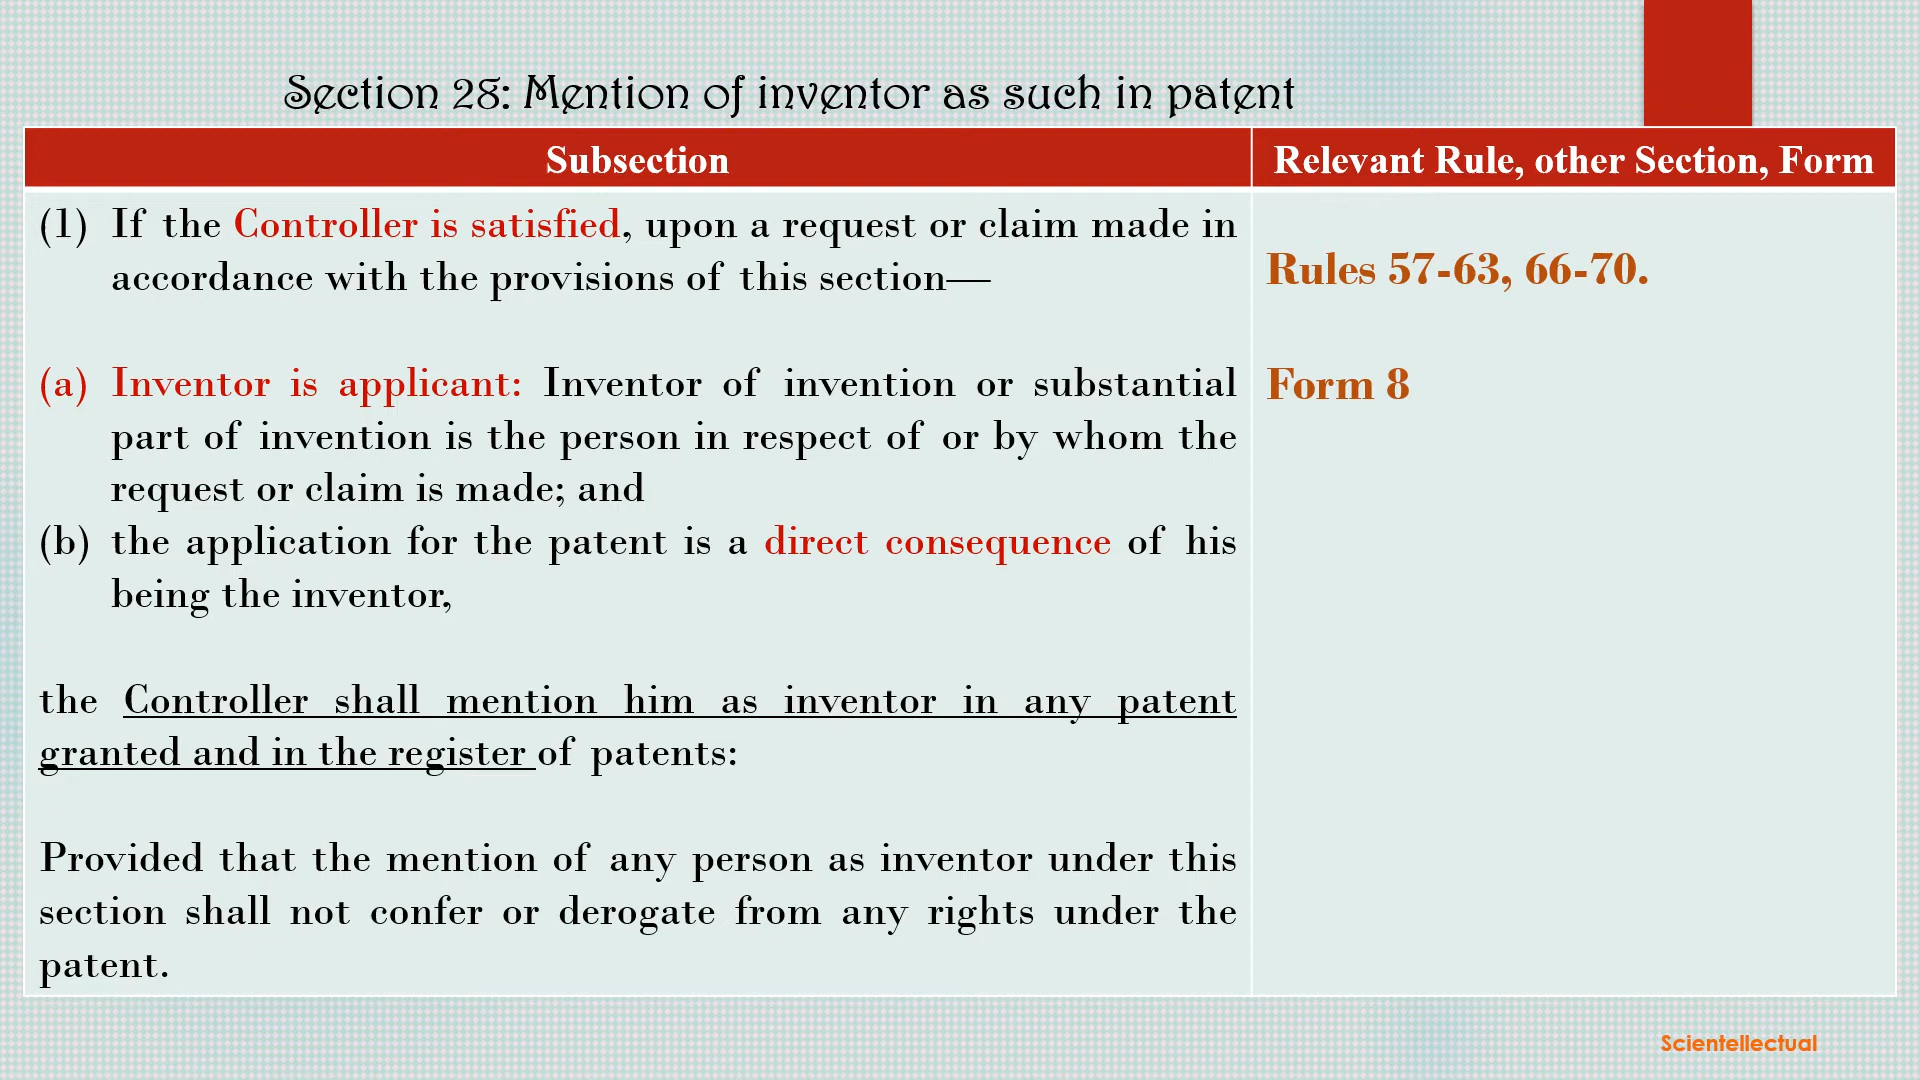 Section 28: Mention of inventor as such in patent
Subsection
Relevant Rule, other Section, Form
(1) If the Controller is satisfied, upon a request or claim made in
accordance with the provisions of this section—
(a) Inventor is applicant: Inventor of invention or substantial
part of invention is the person in respect of or by whom the
request or claim is made; and
(b) the application for the patent is a direct consequence of his
being the inventor,
the Controller shall mention him as inventor in any patent
granted and in the register of patents:
Provided that the mention of any person as inventor under this
section shall not confer or derogate from any rights under the
patent.
Rules 57-63, 66-70.
Form 8
Scientellectual